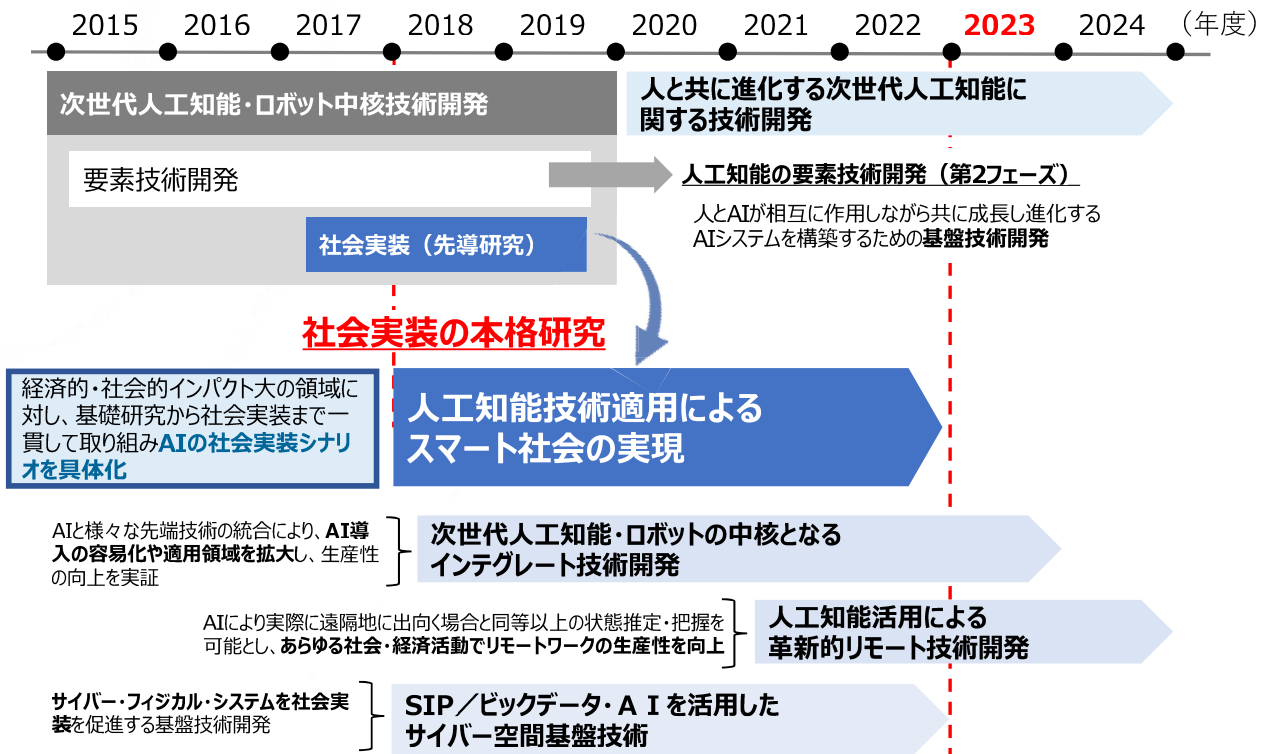 2015 2016 2017 2018 2019 2020 2021 2022 2023 2024 （年度）
次世代人工知能・ロボット中核技術開発
人と共に進化する次世代人工知能に
関する技術開発
要素技術開発
人工知能の要素技術開発（第2フェーズ）
人とAIが相互に作用しながら共に成長し進化する
AIシステムを構築するための基盤技術開発
社会実装（先導研究）
社会実装の本格研究
経済的・社会的インパクト大の領域に
対し、基礎研究から社会実装まで一
貫して取り組みAIの社会実装シナリ
オを具体化
人工知能技術適用による
スマート社会の実現
AIと様々な先端技術の統合により、AI導
入の容易化や適用領域を拡大し、生産性
の向上を実証
次世代人工知能・ロボットの中核となる
インテグレート技術開発
AIにより実際に遠隔地に出向く場合と同等以上の状態推定・把握を
可能とし、あらゆる社会・経済活動でリモートワークの生産性を向上
人工知能活用による
革新的リモート技術開発
サイバー・フィジカル・システムを社会実
装を促進する基盤技術開発
SIP／ビックデータ・ＡＩを活用した
サイバー空間基盤技術